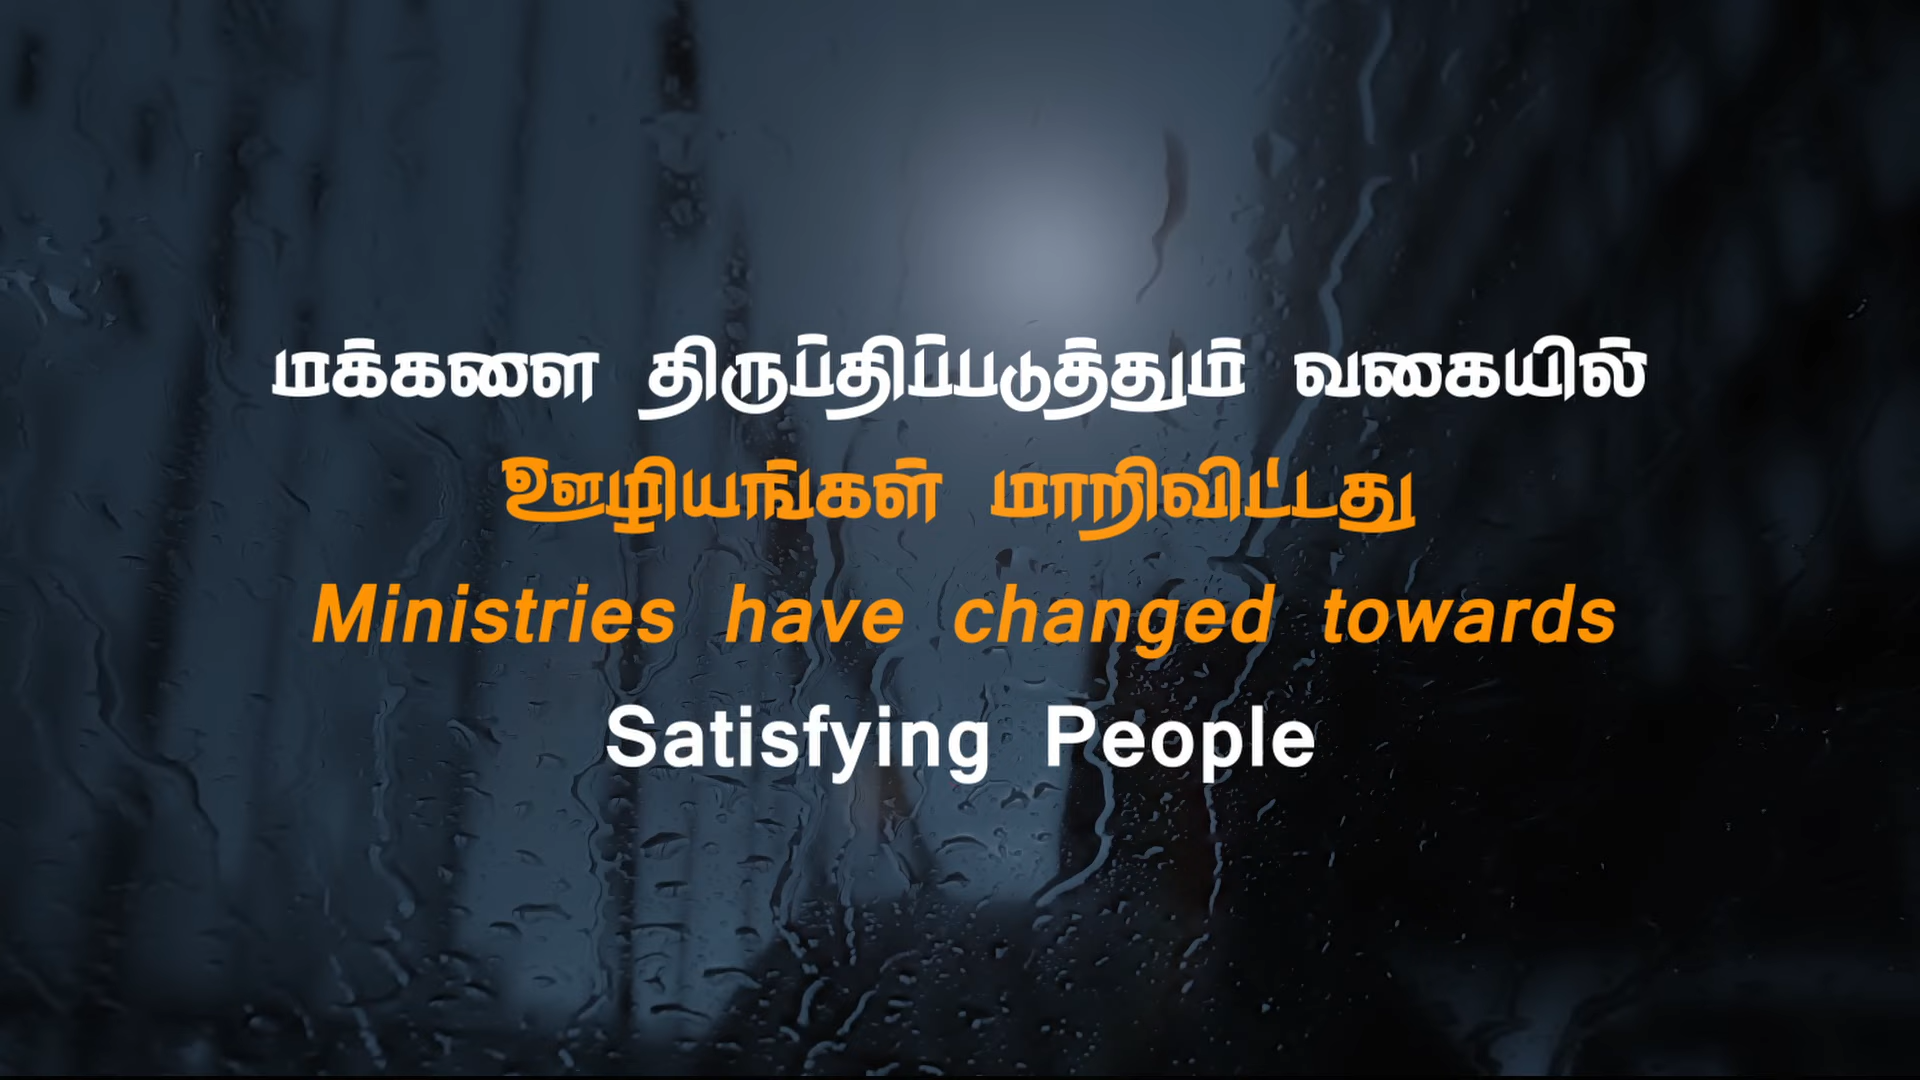 மக்களை திருப்திப்படுத்தும் வகையில்
ஊழியங்கள் மாறிவிட்டது
Ministries have changed towards
Satisfying People